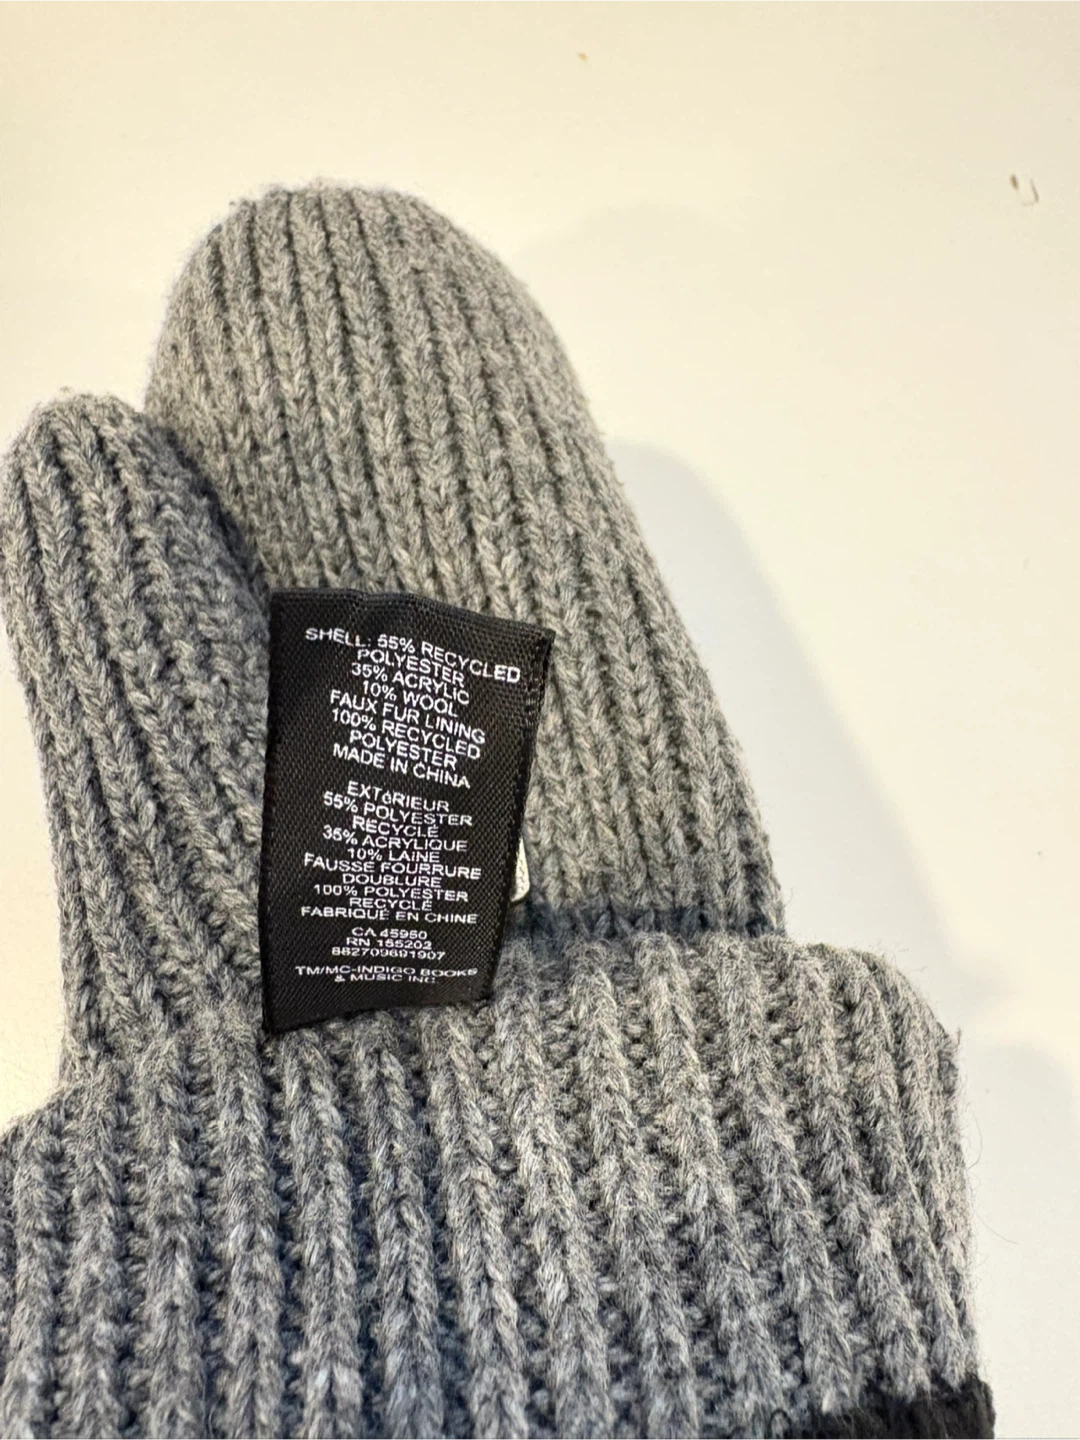 SHELL: 55% RECYCLED
POLYESTER
35% ACRYLIC
10% WOOL
FAUX FUR LINING
100% RECYCLED
POLYESTER
MADE IN CHINA
EXTéRIEUR
55% POLYESTER
RECYCLÉ
35% ACRYLIQUE
10% LAINE
FAUSSE FOURRURE
DOUBLURE
100% POLYESTER
RECYCLÉ
FABRIQUÉ EN CHINE
CA 45950
RN 155202
882709691907
TM/MC-INDIGO BOOKS
& MUSIC INC.